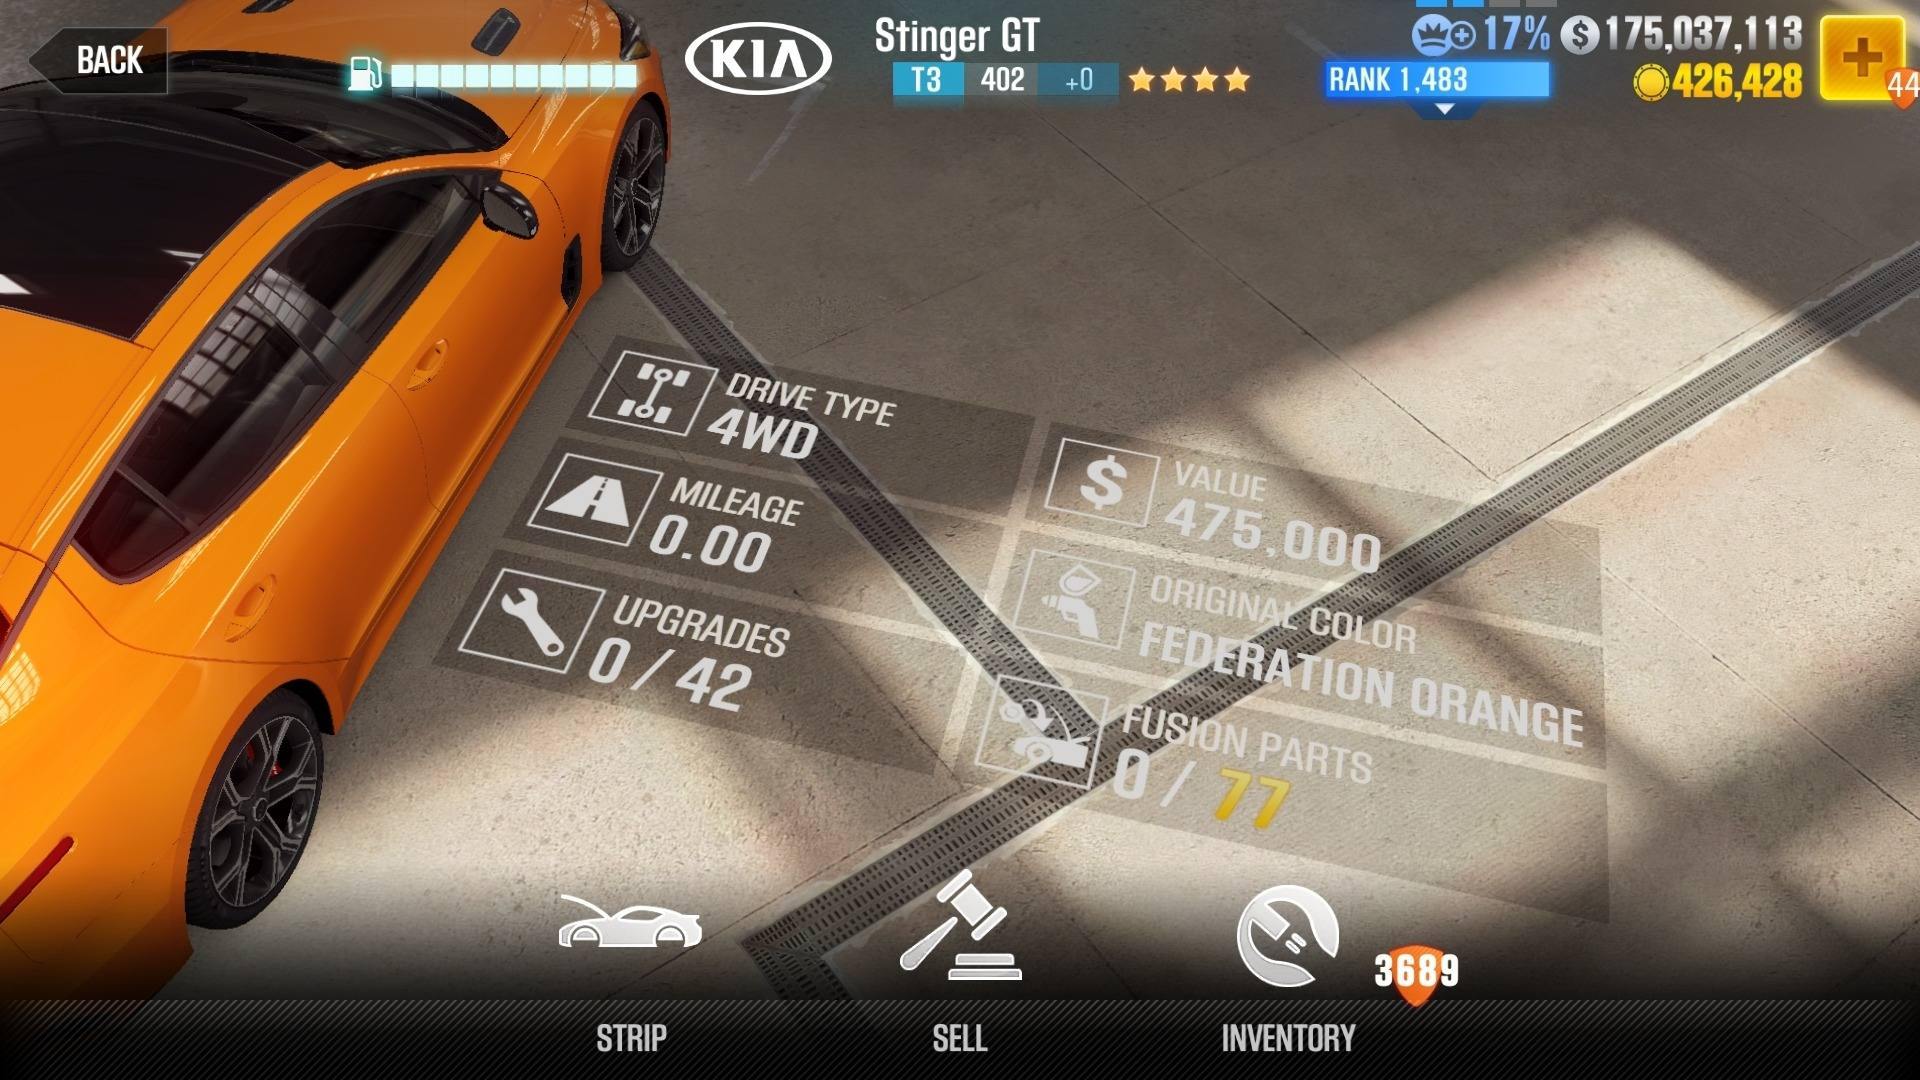 BACK
KIA
Stinger GT
T3 402 +0
17%
175,037,113
RANK 1,483
426,428
44
DRIVE TYPE
4WD
MILEAGE
0.00
UPGRADES
0/42
VALUE
475,000
ORIGINAL COLOR
FEDERATION ORANGE
FUSION PARTS
0 / 77
STRIP
SELL
INVENTORY
3689